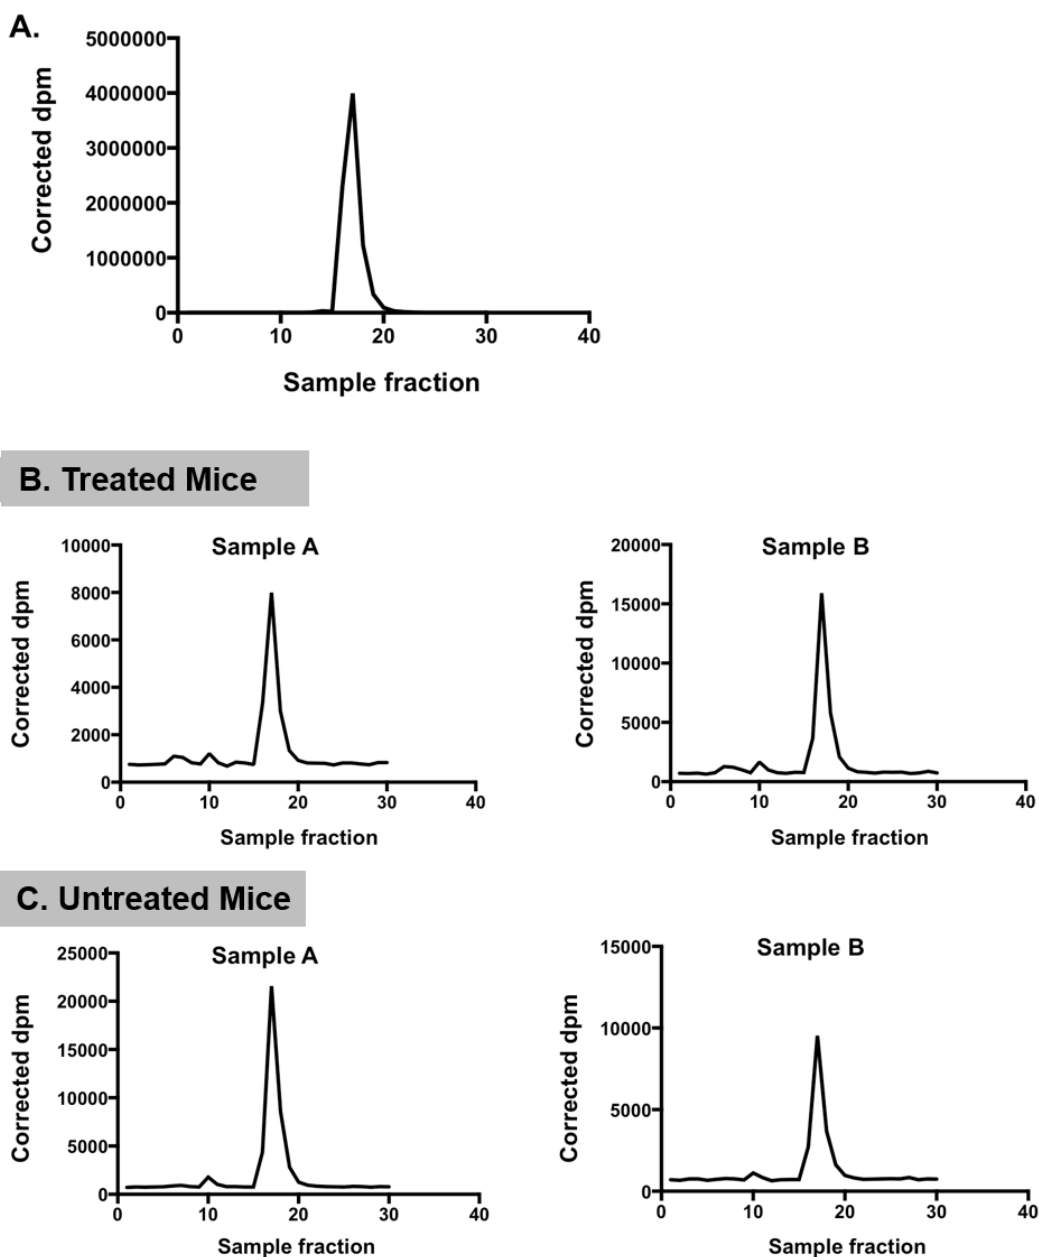 A.
Corrected dpm
5000000
4000000
3000000
2000000
1000000
0
0 10 20 30 40
Sample fraction
B. Treated Mice
Sample A
Corrected dpm
10000
8000
6000
4000
2000
0
0 10 20 30 40
Sample fraction
Sample B
Corrected dpm
20000
15000
10000
5000
0
0 10 20 30 40
Sample fraction
C. Untreated Mice
Sample A
Corrected dpm
25000
20000
15000
10000
5000
0
0 10 20 30 40
Sample fraction
Sample B
Corrected dpm
15000
10000
5000
0
0 10 20 30 40
Sample fraction